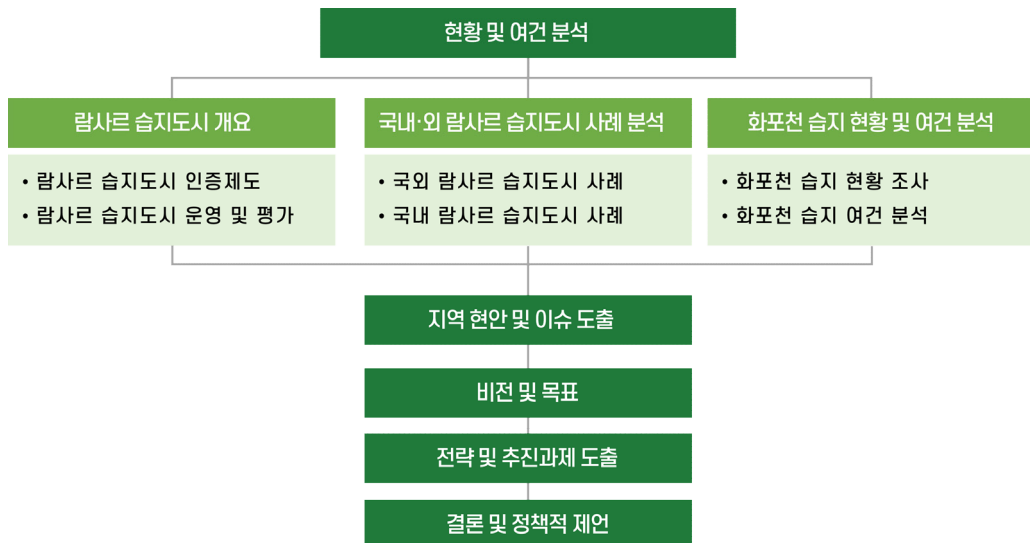 현황 및 여건 분석
람사르 습지도시 개요
• 람사르 습지도시 인증제도
• 람사르 습지도시 운영 및 평가
국내·외 람사르 습지도시 사례 분석
• 국외 람사르 습지도시 사례
• 국내 람사르 습지도시 사례
화포천 습지 현황 및 여건 분석
• 화포천 습지 현황 조사
• 화포천 습지 여건 분석
지역 현안 및 이슈 도출
비전 및 목표
전략 및 추진과제 도출
결론 및 정책적 제언